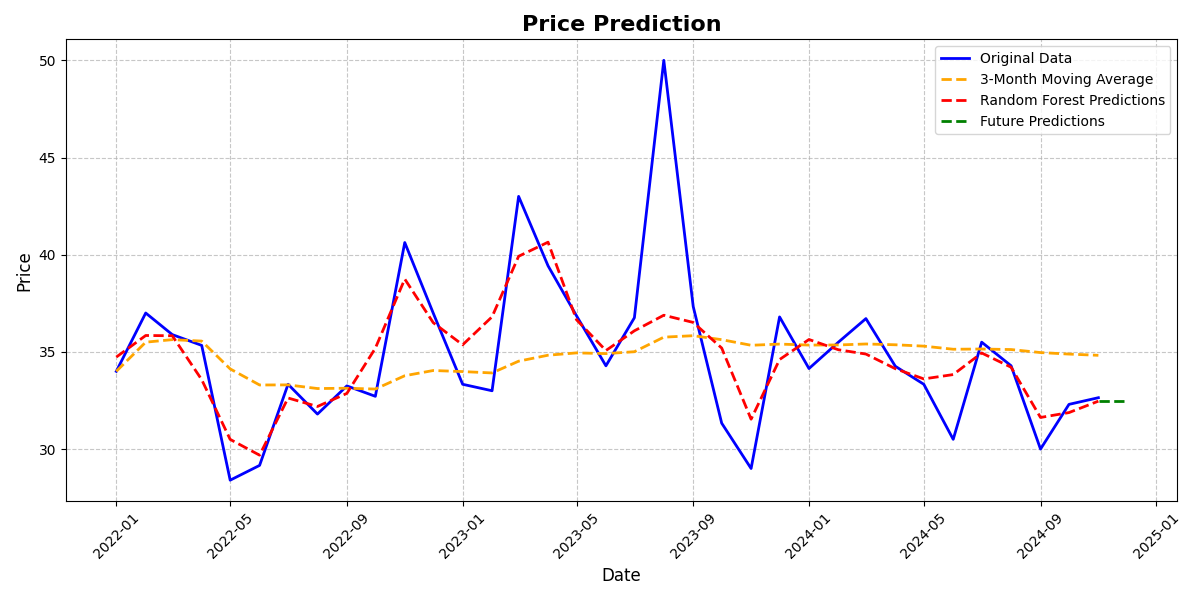 Price Prediction
Original Data
3-Month Moving Average
Random Forest Predictions
Future Predictions
Price
50
45
40
35
30
2022-01
2022-05
2022-09
2023-01
2023-05
2023-09
2024-01
2024-05
2024-09
2025-01
Date